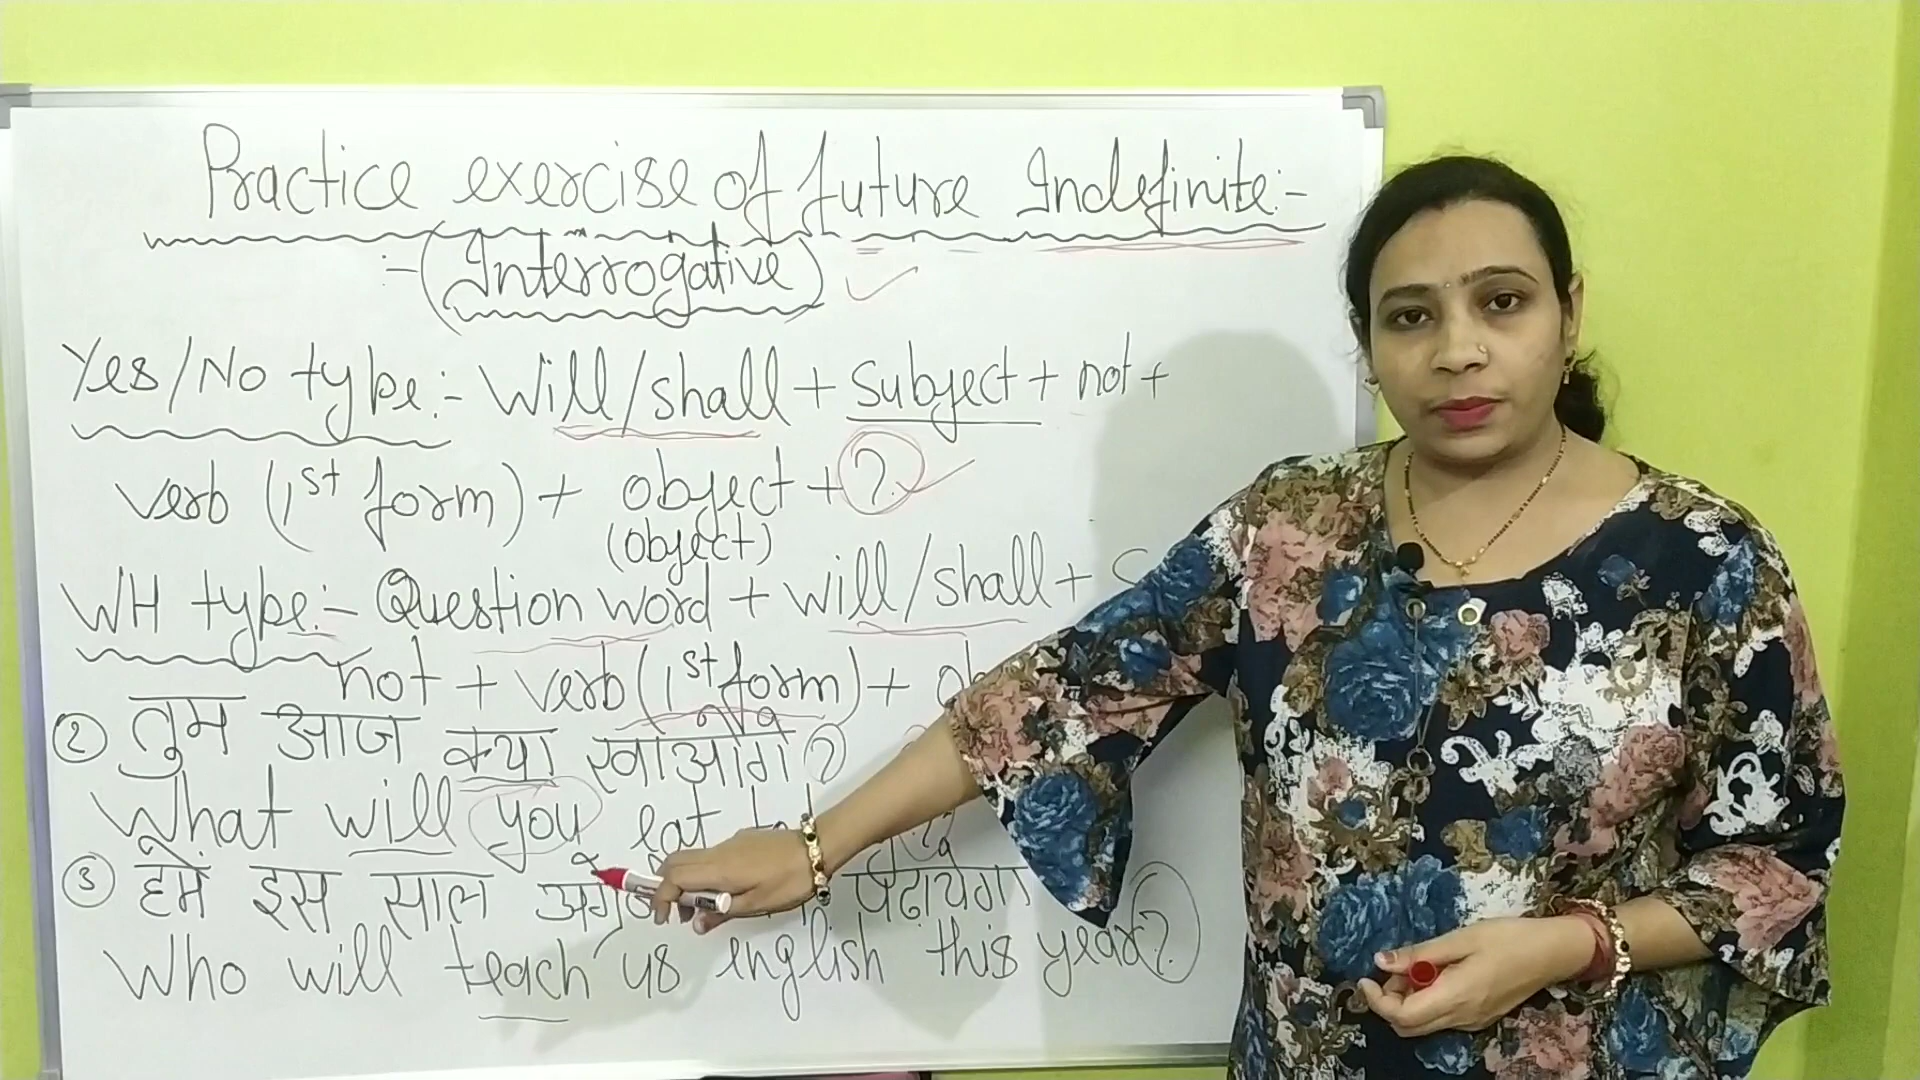 Practice exercise of future Indefinite:-
:-(Interrogative)
Yes/No type:- Will/shall + Subject + not +
verb (1st form) + object + ?
(object)
WH type:- Question word + will/shall +
not + verb (1st form) +
② तुम आज क्या खाओगे ?
What will you eat
③ हमें इस साल पढ़ायेगा
Who will teach us english this year?